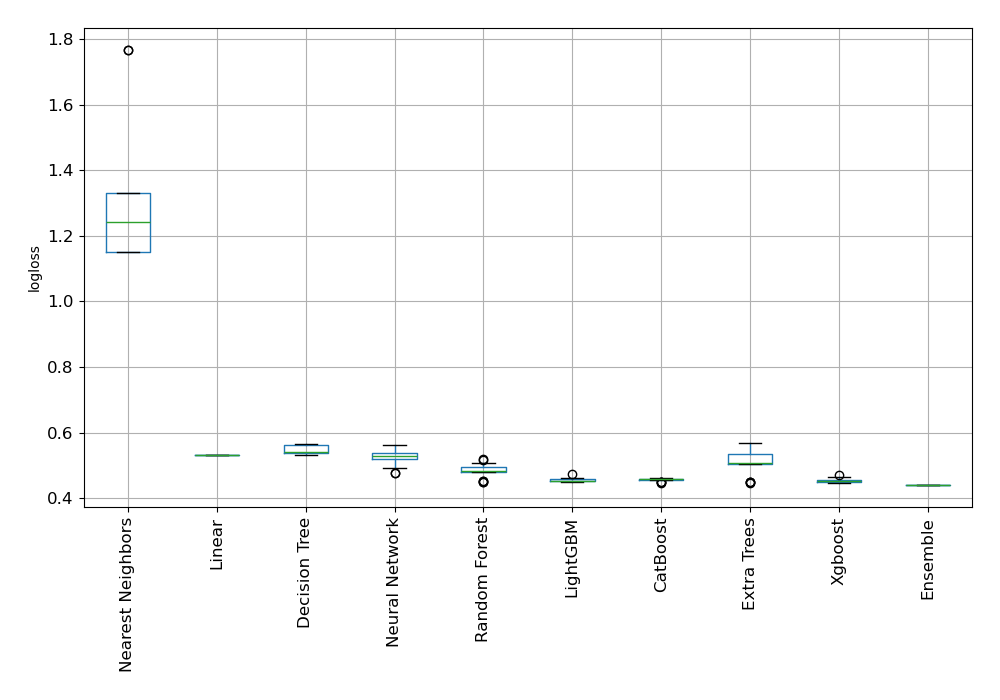 1.8
1.6
1.4
1.2
1.0
0.8
0.6
0.4
logloss
Nearest Neighbors
Linear
Decision Tree
Neural Network
Random Forest
LightGBM
CatBoost
Extra Trees
Xgboost
Ensemble